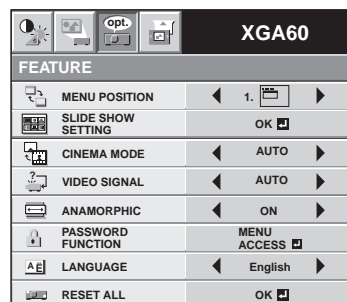 opt.
XGA60
FEATURE
MENU POSITION 1.
SLIDE SHOW
SETTING
OK
CINEMA MODE AUTO
VIDEO SIGNAL AUTO
ANAMORPHIC ON
PASSWORD
FUNCTION
MENU
ACCESS
AË LANGUAGE English
RESET ALL OK